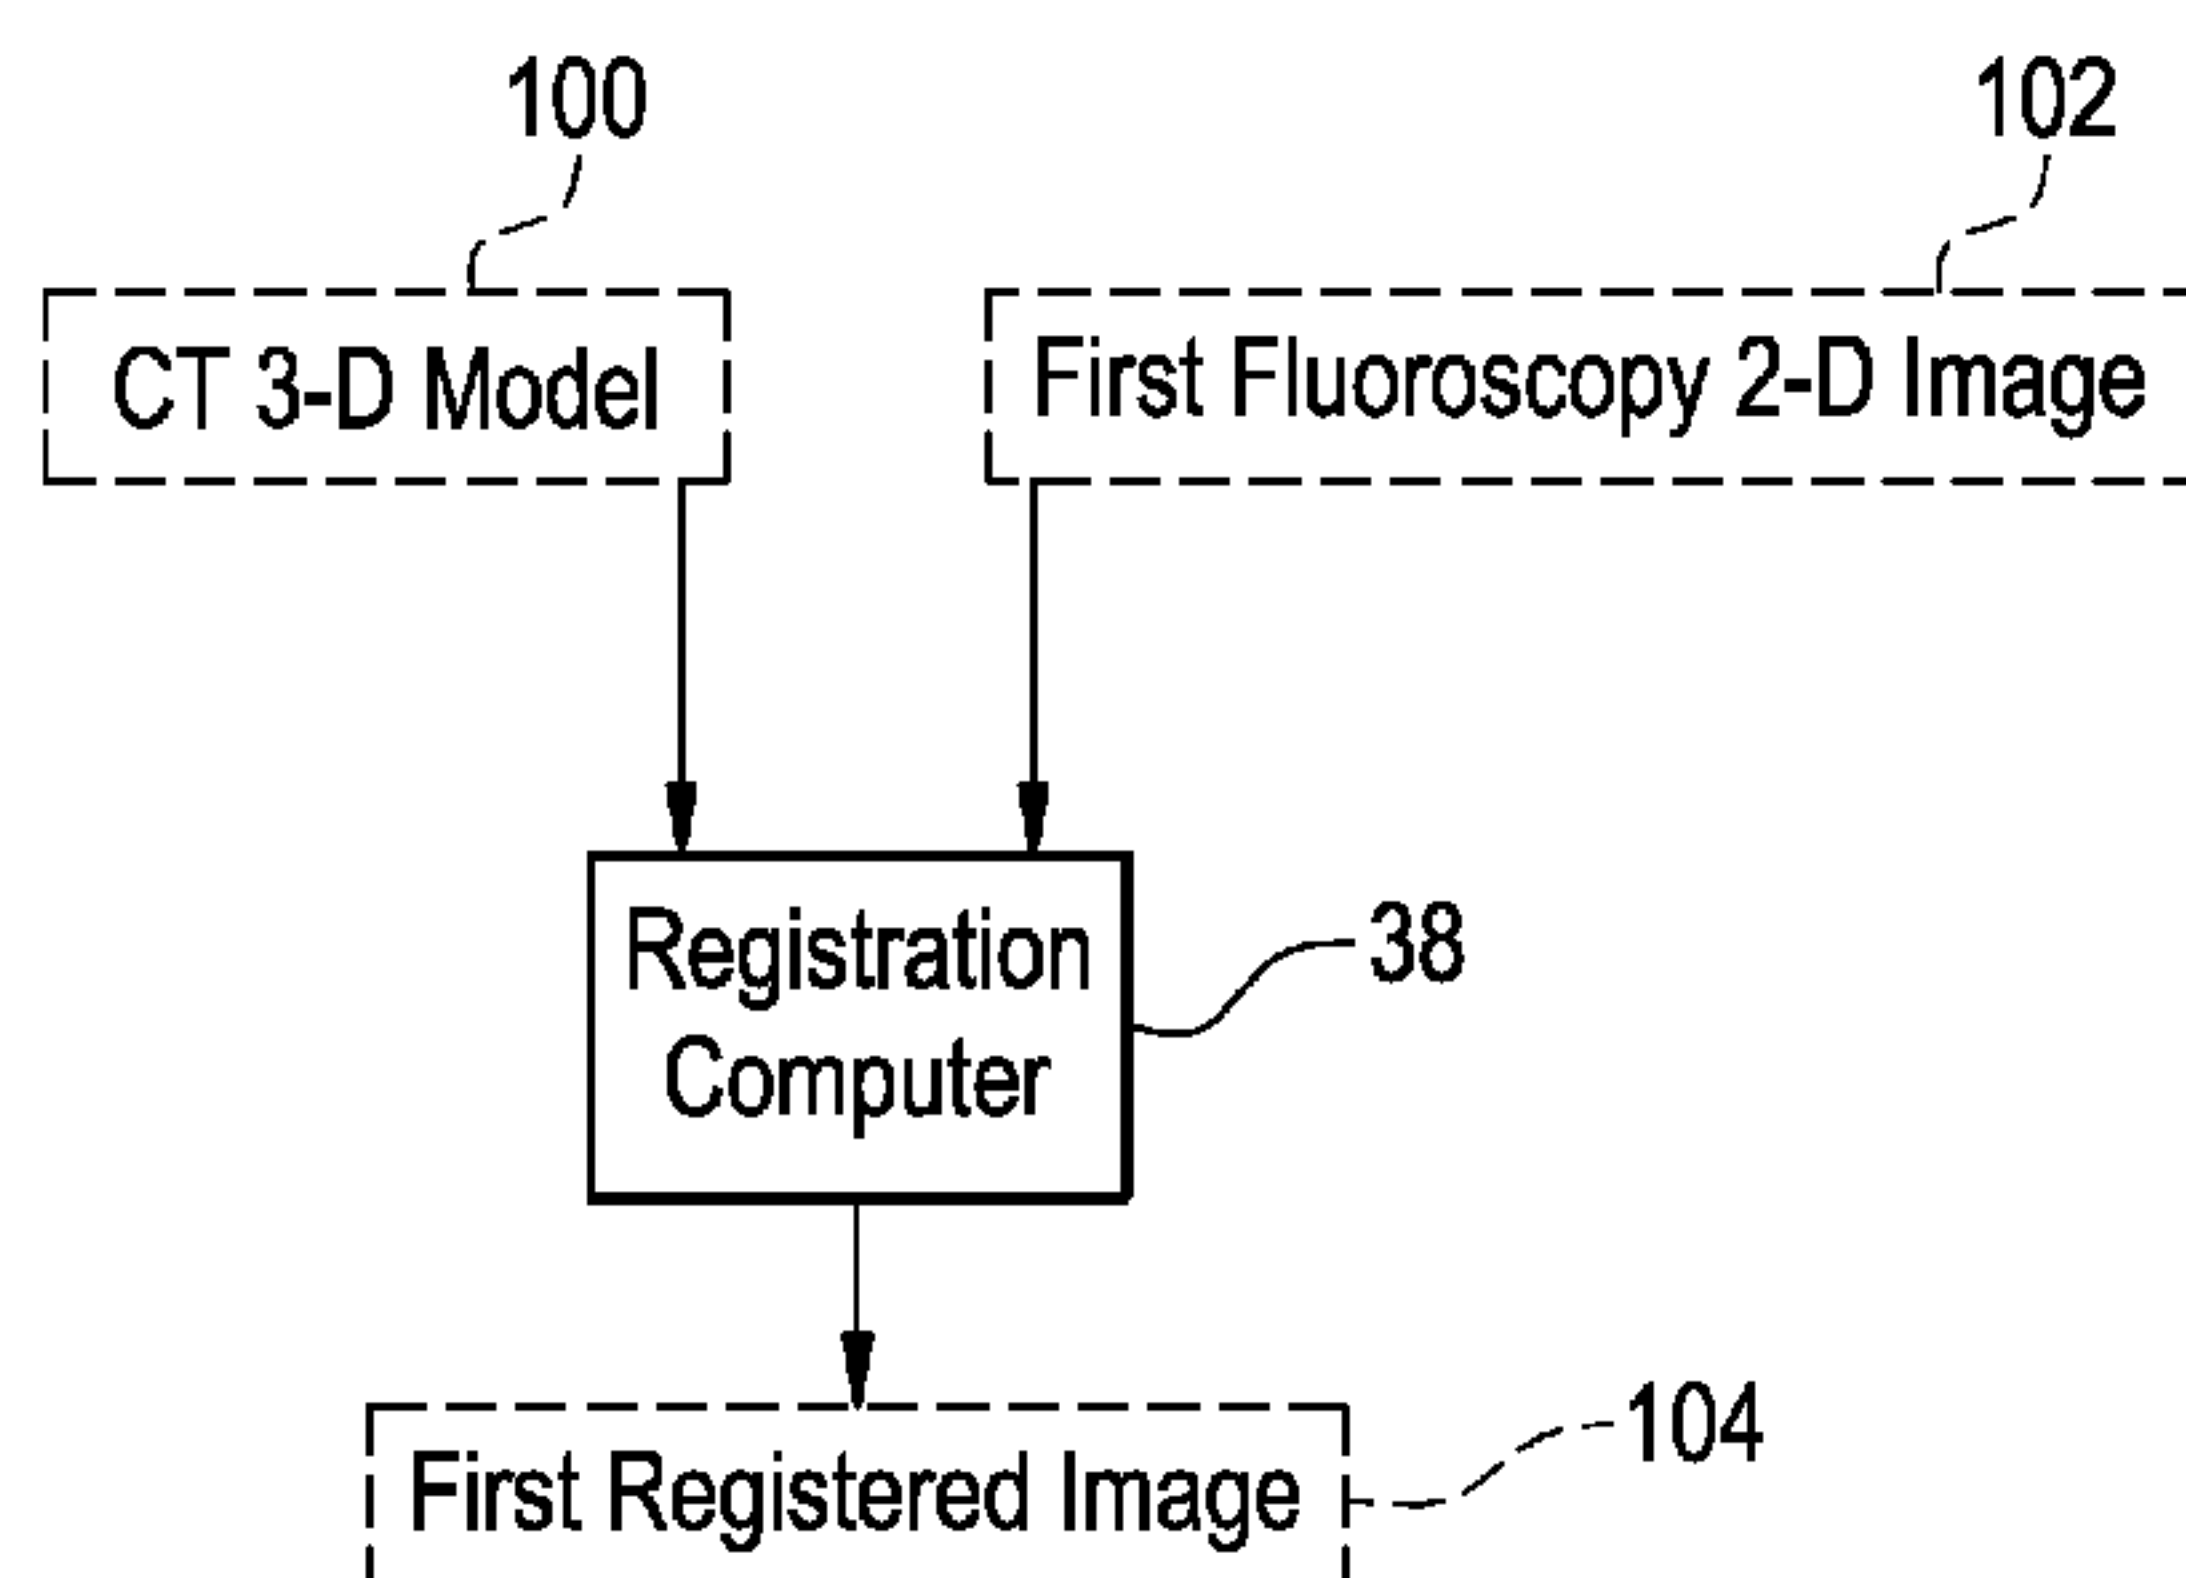 100
102
CT 3-D Model
First Fluoroscopy 2-D Image
Registration
Computer
38
104
First Registered Image